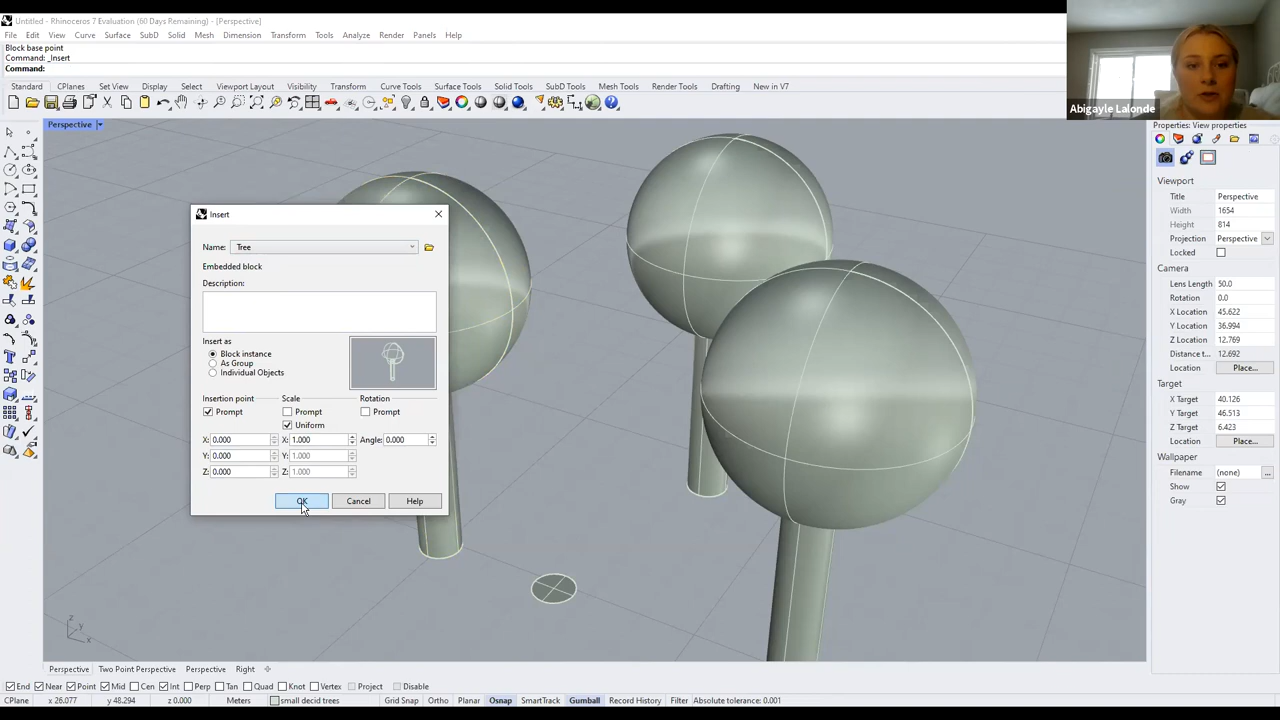 Untitled - Rhinoceros 7 Evaluation (60 Days Remaining) - [Perspective]
File Edit View Curve Surface SubD Solid Mesh Dimension Transform Tools Analyze Render Panels Help
Block base point
Command: _Insert
Command:
Standard CPlanes Set View Display Select Viewport Layout Visibility Transform Curve Tools Surface Tools Solid Tools SubD Tools Mesh Tools Render Tools Drafting New in V7
Abigayle Lalonde
Perspective
Properties: View properties
Insert
Name: Tree
Embedded block
Description:
Insert as
Block instance
As Group
Individual Objects
Insertion point Scale Rotation
Prompt Prompt Prompt
Uniform
X: 0.000 X: 1.000 Angle: 0.000
Y: 0.000 Y: 1.000
Z: 0.000 Z: 1.000
OK Cancel Help
Viewport
Title Perspective
Width 1654
Height 814
Projection Perspective
Locked
Camera
Lens Length 50.0
Rotation 0.0
X Location 45.622
Y Location 36.994
Z Location 12.769
Distance t... 12.692
Location Place...
Target
X Target 40.126
Y Target 46.513
Z Target 6.423
Location Place...
Wallpaper
Filename (none) ...
Show
Gray
z
x
Perspective Two Point Perspective Perspective Right
End Near Point Mid Cen Int Perp Tan Quad Knot Vertex Project Disable
CPlane x 26.077 y 48.294 z 0.000 Meters small decid trees Grid Snap Ortho Planar Osnap SmartTrack Gumball Record History Filter Absolute tolerance: 0.001